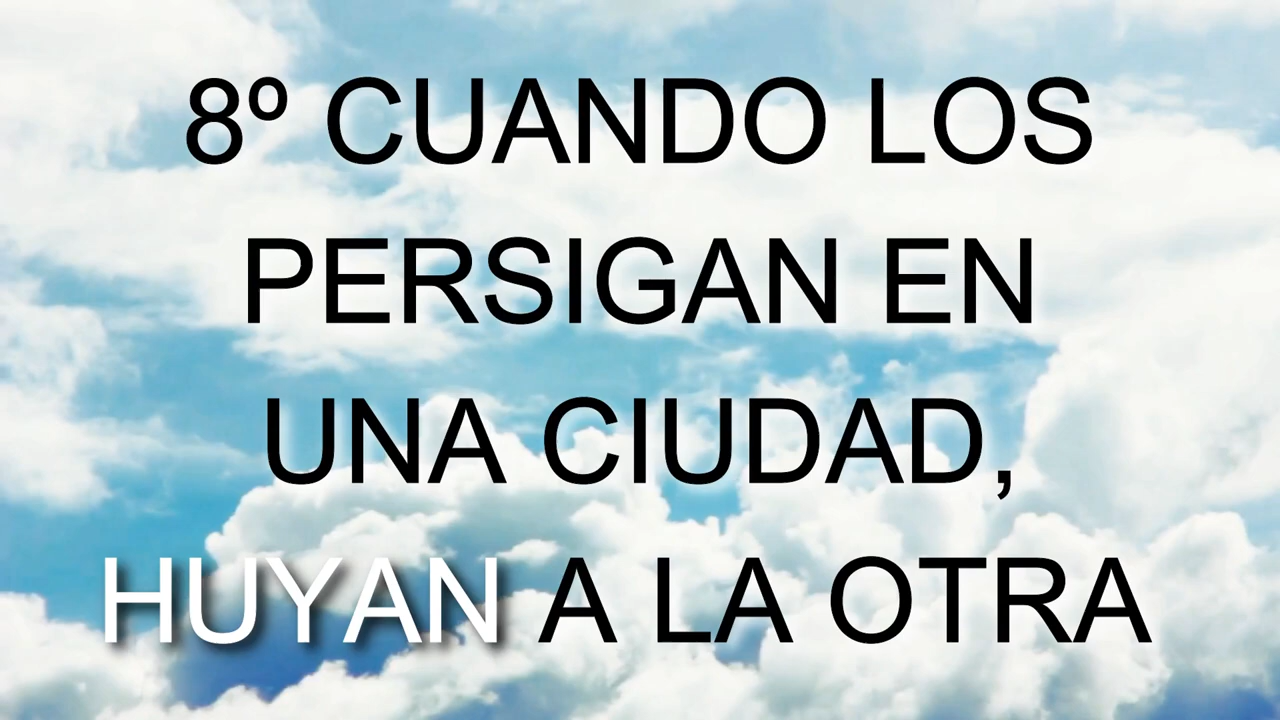 8º CUANDO LOS
PERSIGAN EN
UNA CIUDAD,
HUYAN A LA OTRA